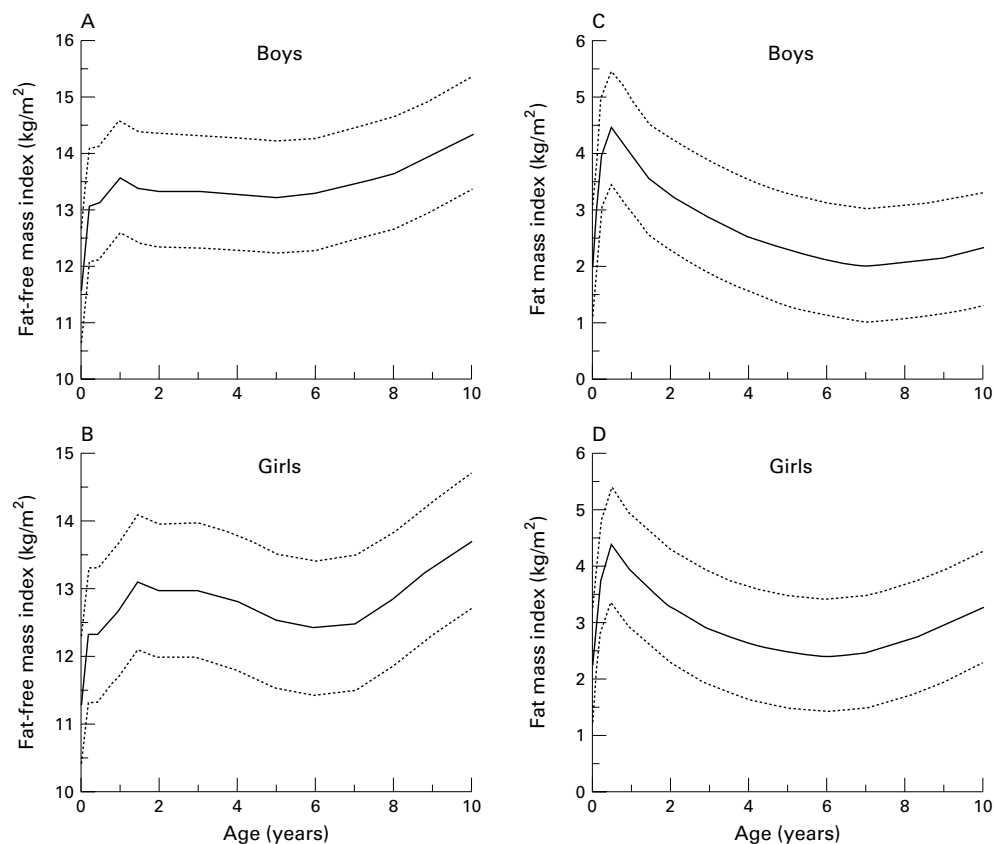 A
Boys
Fat-free mass index (kg/m²)
16
15
14
13
12
11
10
0 2 4 6 8 10
C
Boys
Fat mass index (kg/m²)
6
5
4
3
2
1
0
0 2 4 6 8 10
B
Girls
Fat-free mass index (kg/m²)
15
14
13
12
11
10
0 2 4 6 8 10
Age (years)
D
Girls
Fat mass index (kg/m²)
6
5
4
3
2
1
0
0 2 4 6 8 10
Age (years)